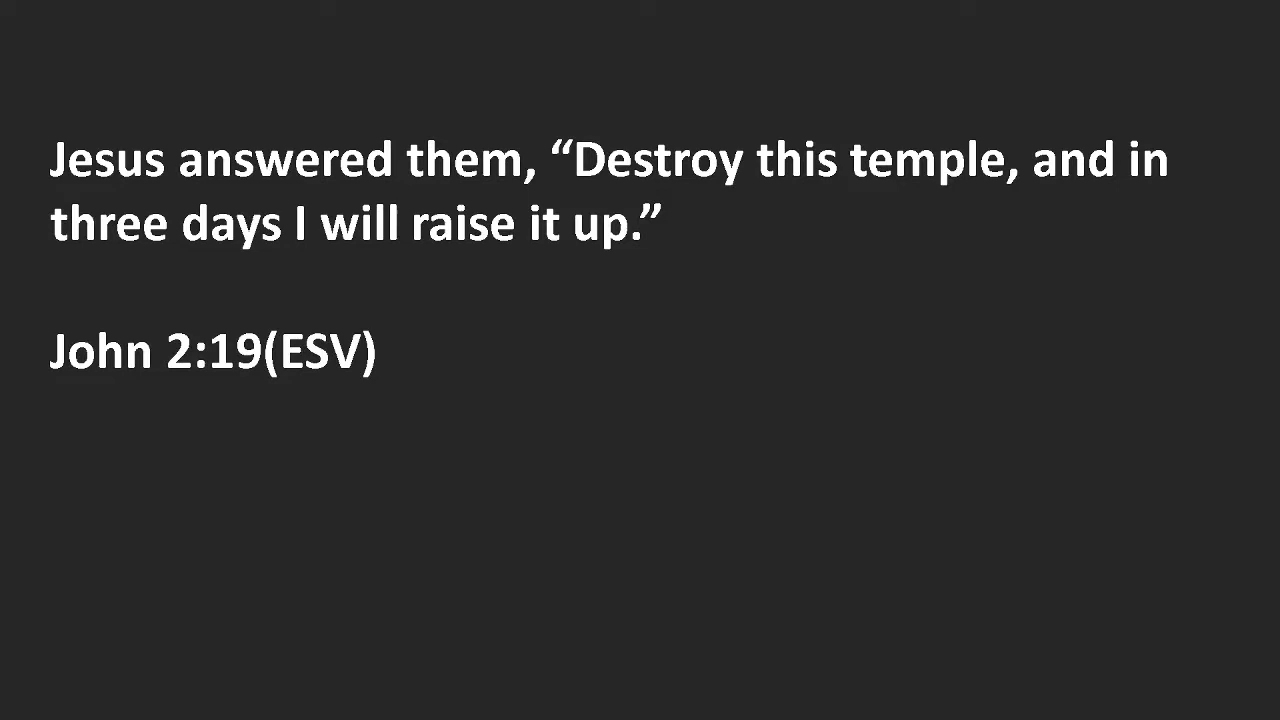 Jesus answered them, “Destroy this temple, and in
three days I will raise it up.”
John 2:19(ESV)